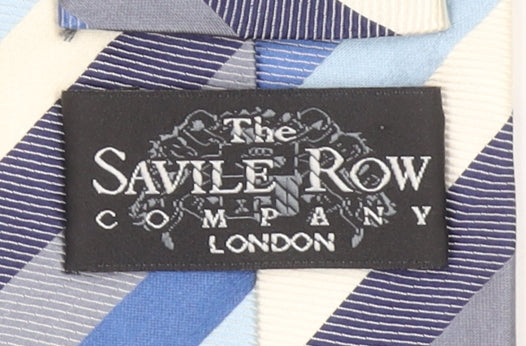 The
SAVILE ROW
COMPANY
LONDON